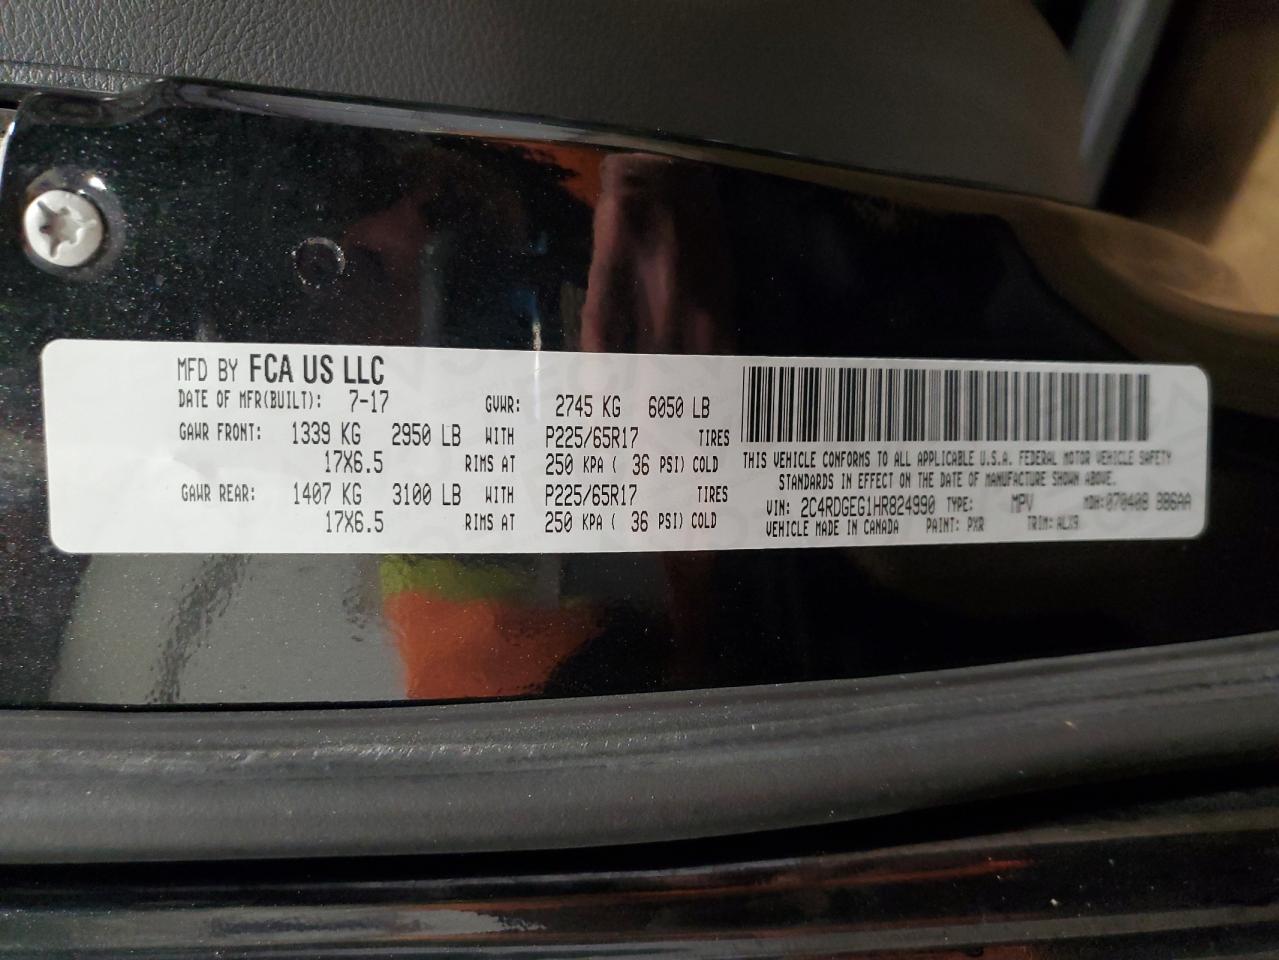 MFD BY FCA US LLC
DATE OF MFR(BUILT): 7-17 GVWR: 2745 KG 6050 LB
GAWR FRONT: 1339 KG 2950 LB WITH P225/65R17 TIRES
17X6.5 RIMS AT 250 KPA ( 36 PSI) COLD
GAWR REAR: 1407 KG 3100 LB WITH P225/65R17 TIRES
17X6.5 RIMS AT 250 KPA ( 36 PSI) COLD
THIS VEHICLE CONFORMS TO ALL APPLICABLE U.S.A. FEDERAL MOTOR VEHICLE SAFETY
STANDARDS IN EFFECT ON THE DATE OF MANUFACTURE SHOWN ABOVE.
VIN: 2C4RDGEG1HR824990 TYPE: MPV MDH: 070408
VEHICLE MADE IN CANADA PAINT: PXR TRIM: ALX9